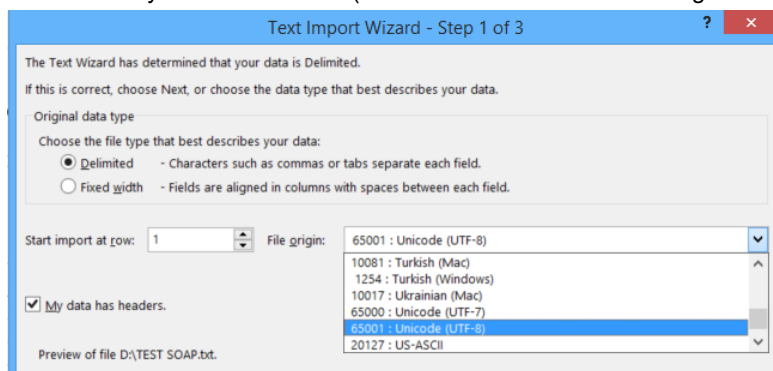 Text Import Wizard - Step 1 of 3 ? ×
The Text Wizard has determined that your data is Delimited.
If this is correct, choose Next, or choose the data type that best describes your data.
Original data type
Choose the file type that best describes your data:
Delimited - Characters such as commas or tabs separate each field.
Fixed width - Fields are aligned in columns with spaces between each field.
Start import at row: 1 File origin: 65001 : Unicode (UTF-8)
10081 : Turkish (Mac)
1254 : Turkish (Windows)
10017 : Ukrainian (Mac)
65000 : Unicode (UTF-7)
65001 : Unicode (UTF-8)
20127 : US-ASCII
My data has headers.
Preview of file D:\TEST SOAP.txt.